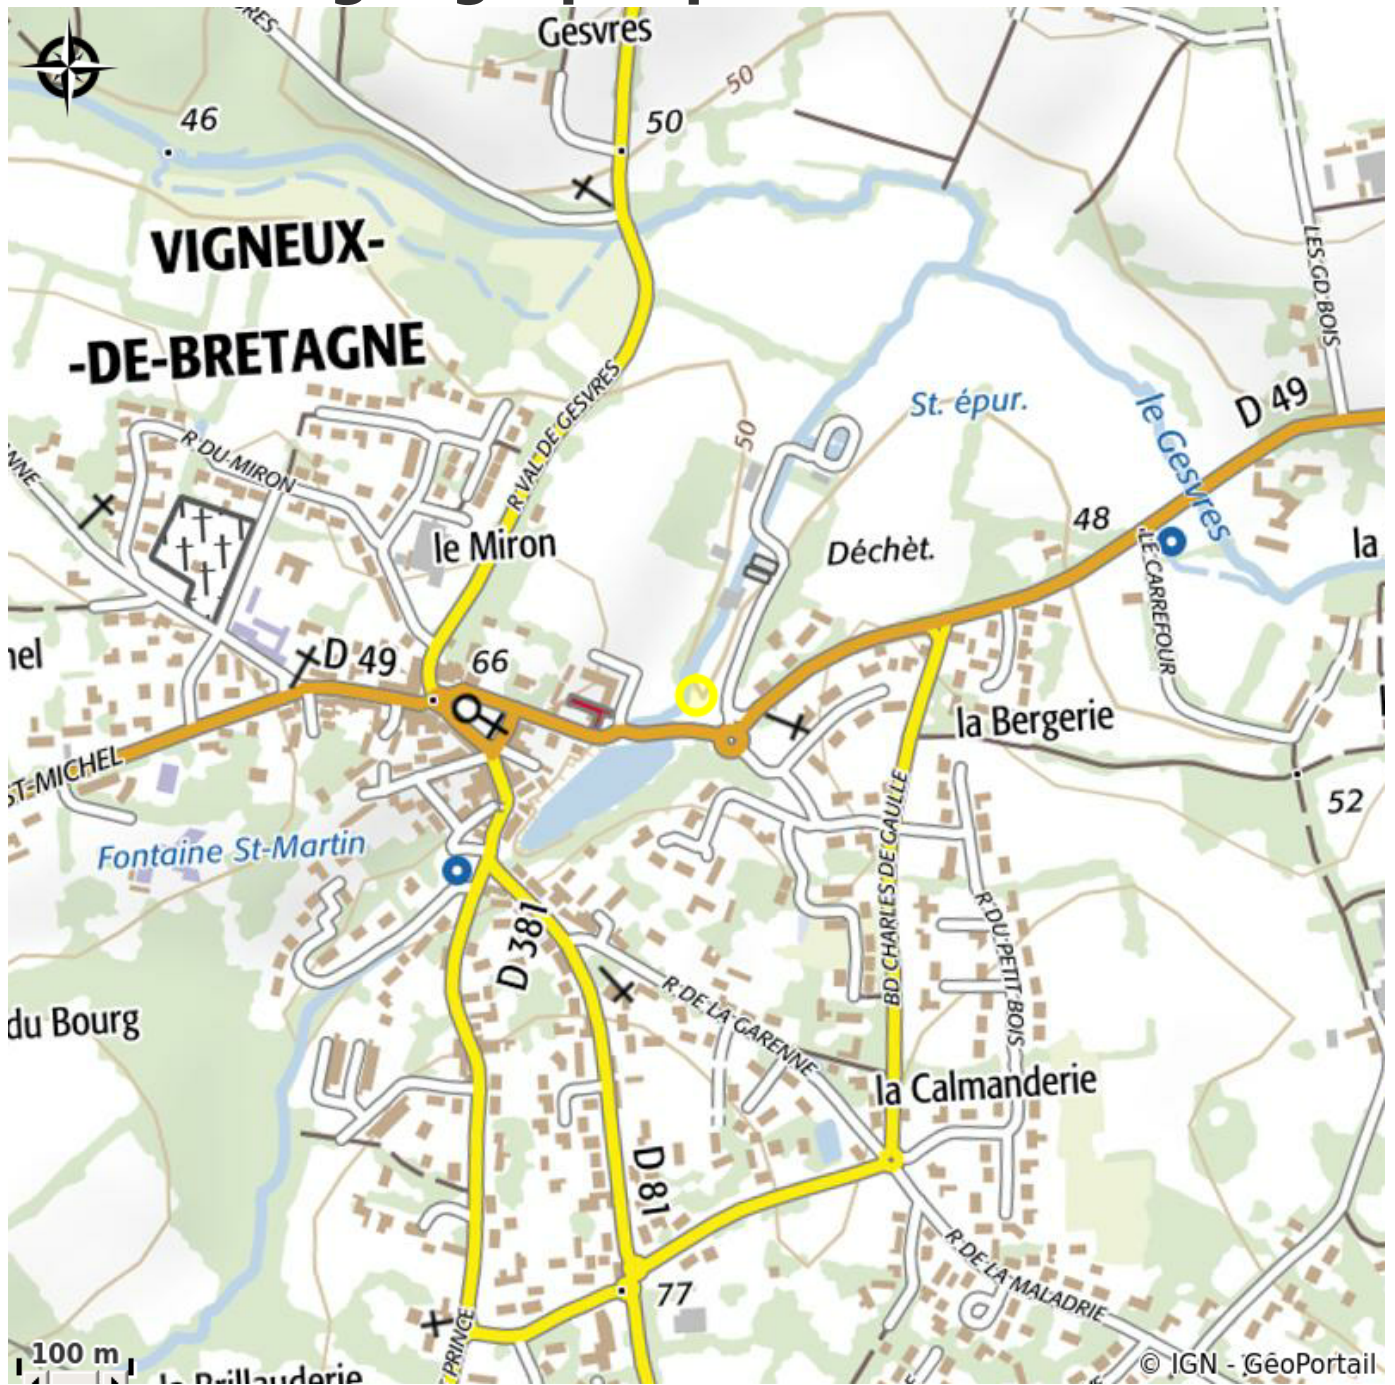 Gesvres
50
46
50
VIGNEUX-
-DE-BRETAGNE
LES GD BOIS
R VAL DE GESVRES
St. épur.
le Gesvres
D 49
R DU MIRON
50
48
le Miron
Déchèt.
la
LE CARREFOUR
D 49
66
la Bergerie
ST-MICHEL
52
Fontaine St-Martin
BD CHARLES DE GAULLE
R DU PETIT BOIS
D 381
R DE LA GARENNE
du Bourg
la Calmanderie
D 81
R DE LA MALADRIE
77
PRINCE
100 m
la Brillauderie
© IGN - GéoPortail